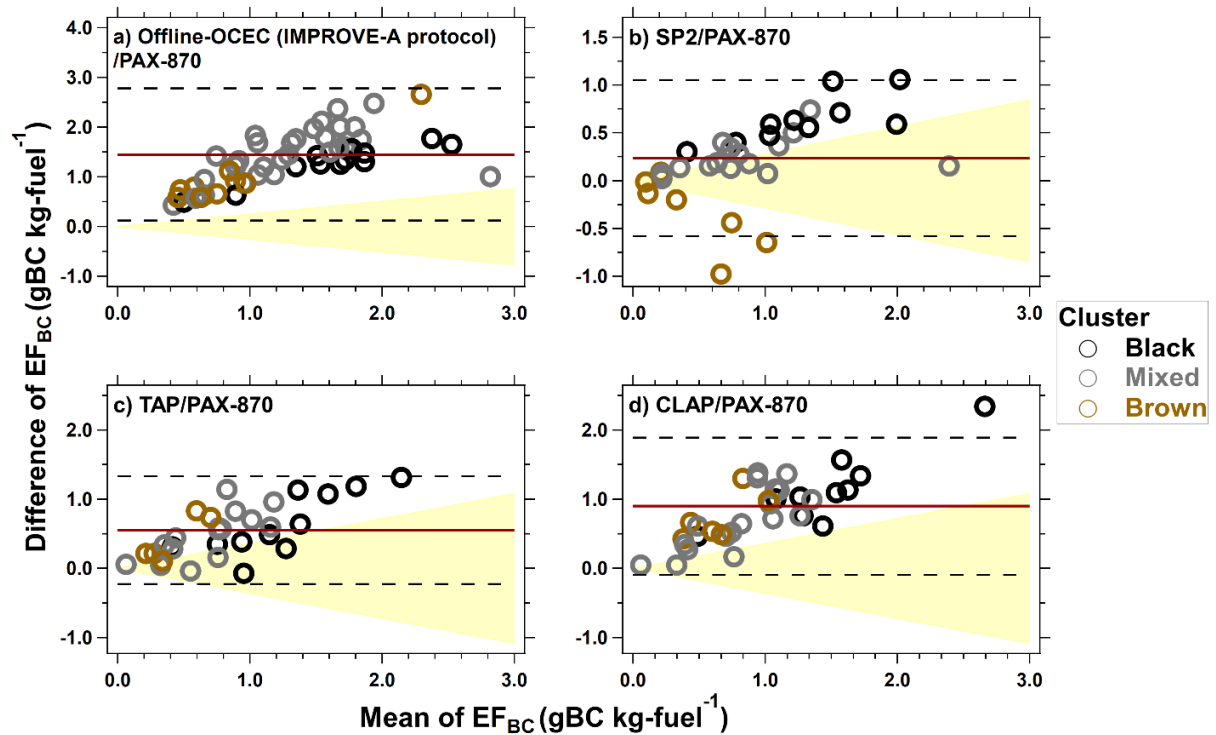 Difference of EF_BC (gBC kg-fuel⁻¹)
a) Offline-OCEC (IMPROVE-A protocol)
/PAX-870
4.0
3.0
2.0
1.0
0.0
-1.0
0.0 1.0 2.0 3.0
b) SP2/PAX-870
1.5
1.0
0.5
0.0
-0.5
-1.0
0.0 1.0 2.0 3.0
c) TAP/PAX-870
2.0
1.0
0.0
-1.0
0.0 1.0 2.0 3.0
d) CLAP/PAX-870
2.0
1.0
0.0
-1.0
0.0 1.0 2.0 3.0
Cluster
Black
Mixed
Brown
Mean of EF_BC (gBC kg-fuel⁻¹)